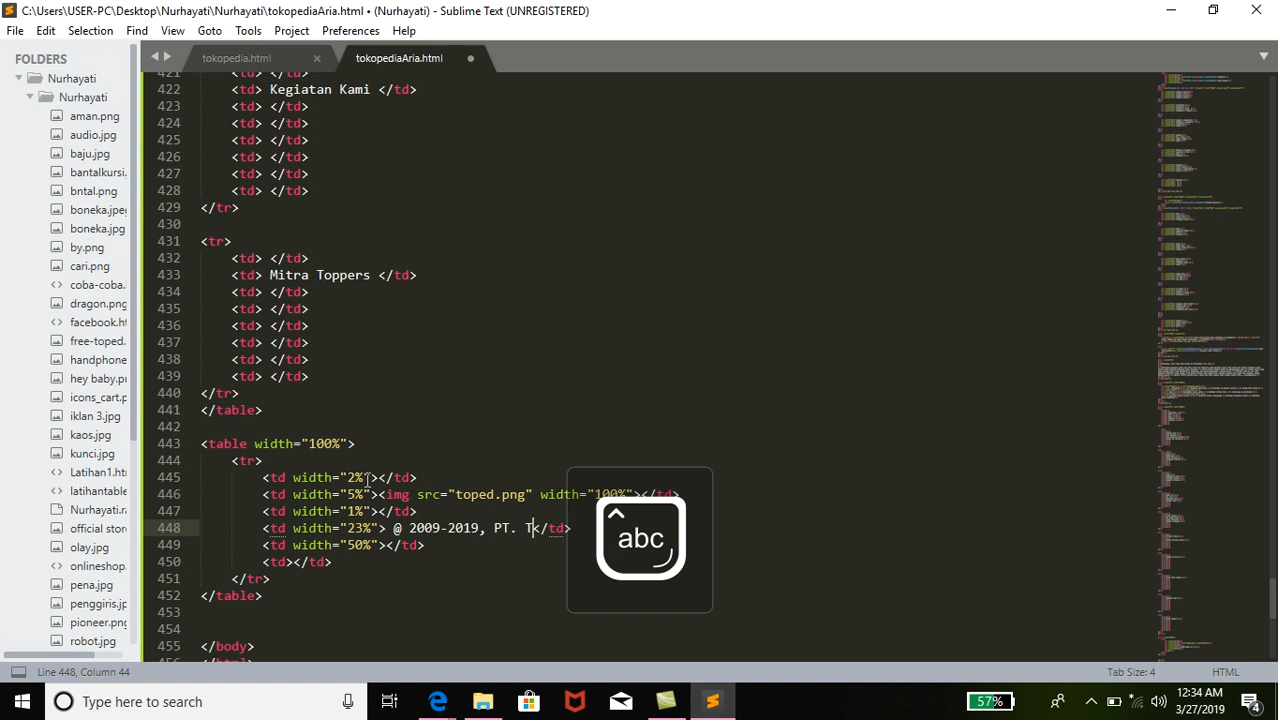 C:\Users\USER-PC\Desktop\Nurhayati\Nurhayati\tokopediaAria.html • (Nurhayati) - Sublime Text (UNREGISTERED)
File Edit Selection Find View Goto Tools Project Preferences Help
FOLDERS
Nurhayati
Nurhayati
aman.png
audio.jpg
baju.jpg
bantalkursi.
bntal.png
boneka.jpeg
boneka.jpg
by.png
cari.png
coba-coba.
dragon.png
facebook.ht
free-toped.
handphone
hey baby.pn
icons_cart.p
iklan 3.jpg
kaos.jpg
kunci.jpg
Latihan1.htm
latihantable
Nurhayati.ra
official store
olay.jpg
onlineshop.
pena.jpg
penggiris.jp
pioneer.png
robot.jpg
tokopedia.html × tokopediaAria.html
421 <td> </td>
422 <td> Kegiatan Kami </td>
423 <td> </td>
424 <td> </td>
425 <td> </td>
426 <td> </td>
427 <td> </td>
428 <td> </td>
429 </tr>
430
431 <tr>
432 <td> </td>
433 <td> Mitra Toppers </td>
434 <td> </td>
435 <td> </td>
436 <td> </td>
437 <td> </td>
438 <td> </td>
439 <td> </td>
440 </tr>
441 </table>
442
443 <table width="100%">
444 <tr>
445 <td width="2%"></td>
446 <td width="5%"><img src="toped.png" width="100%"></td>
447 <td width="1%"></td>
448 <td width="23%"> @ 2009-2019, PT. T</td>
449 <td width="50%"></td>
450 <td></td>
451 </tr>
452 </table>
453
454
455 </body>
456 </html>
abc
Line 448, Column 44 Tab Size: 4 HTML
Type here to search
57%
12:34 AM
3/27/2019
4